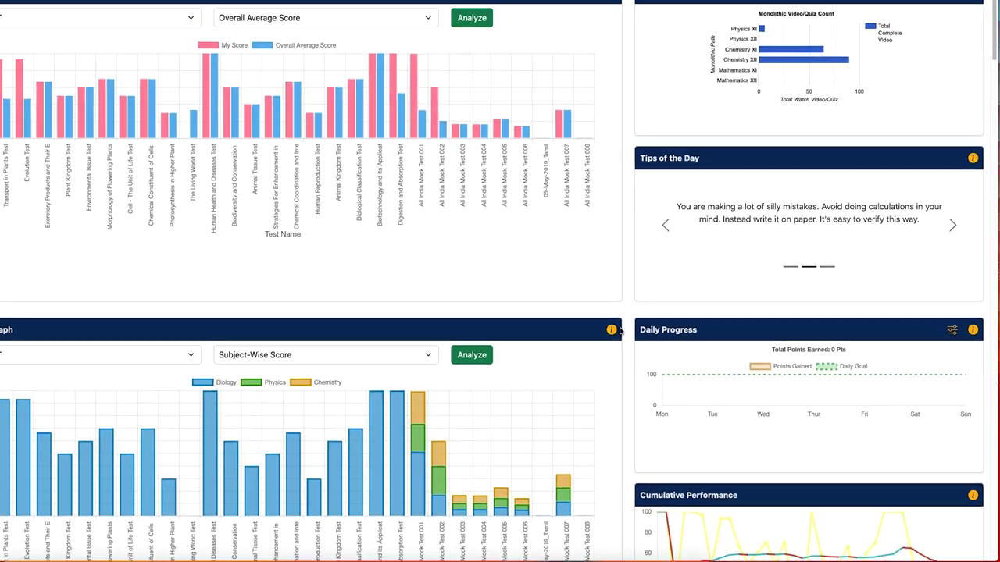 Overall Average Score
Analyze
My Score
Overall Average Score
Transport in Plants Test
Evolution Test
Excretory Products and Their E
Plant Kingdom Test
Environmental Issue Test
Morphology of Flowering Plants
Cell - The Unit of Life Test
Chemical Constituent of Cells
Photosynthesis in Higher Plant
The Living World Test
Human Health and Diseases Test
Biodiversity and Conservation
Animal Tissue Test
Strategies For Enhancement in
Chemical Coordination and Inte
Human Reproduction Test
Animal Kingdom Test
Biological Classification Test
Biotechnology and its Applicat
Digestion and Absorption Test
All India Mock Test 001
All India Mock Test 002
All India Mock Test 003
All India Mock Test 004
All India Mock Test 005
All India Mock Test 006
05-May-2019_Tamil
All India Mock Test 007
All India Mock Test 008
Test Name
Monolithic Video/Quiz Count
Monolithic Path
Physics XI
Physics XII
Chemistry XI
Chemistry XII
Mathematics XI
Mathematics XII
0 50 100
Total Watch Video/Quiz
Total
Complete
Video
Tips of the Day
You are making a lot of silly mistakes. Avoid doing calculations in your
mind. Instead write it on paper. It's easy to verify this way.
aph
Subject-Wise Score
Analyze
Biology
Physics
Chemistry
t in Plants Test
Evolution Test
cts and Their E
Kingdom Test
ental Issue Test
owering Plants
Unit of Life Test
tituent of Cells
in Higher Plant
ving World Test
Diseases Test
Conservation
mal Tissue Test
hancement in
nation and Inte
production Test
Kingdom Test
assification Test
and its Applicat
bsorption Test
Mock Test 001
Mock Test 002
Mock Test 003
Mock Test 004
Mock Test 005
Mock Test 006
ay-2019_Tamil
Mock Test 007
Mock Test 008
Daily Progress
Total Points Earned: 0 Pts
Points Gained
Daily Goal
100
0
Mon Tue Wed Thur Fri Sat Sun
Cumulative Performance
100
80
60